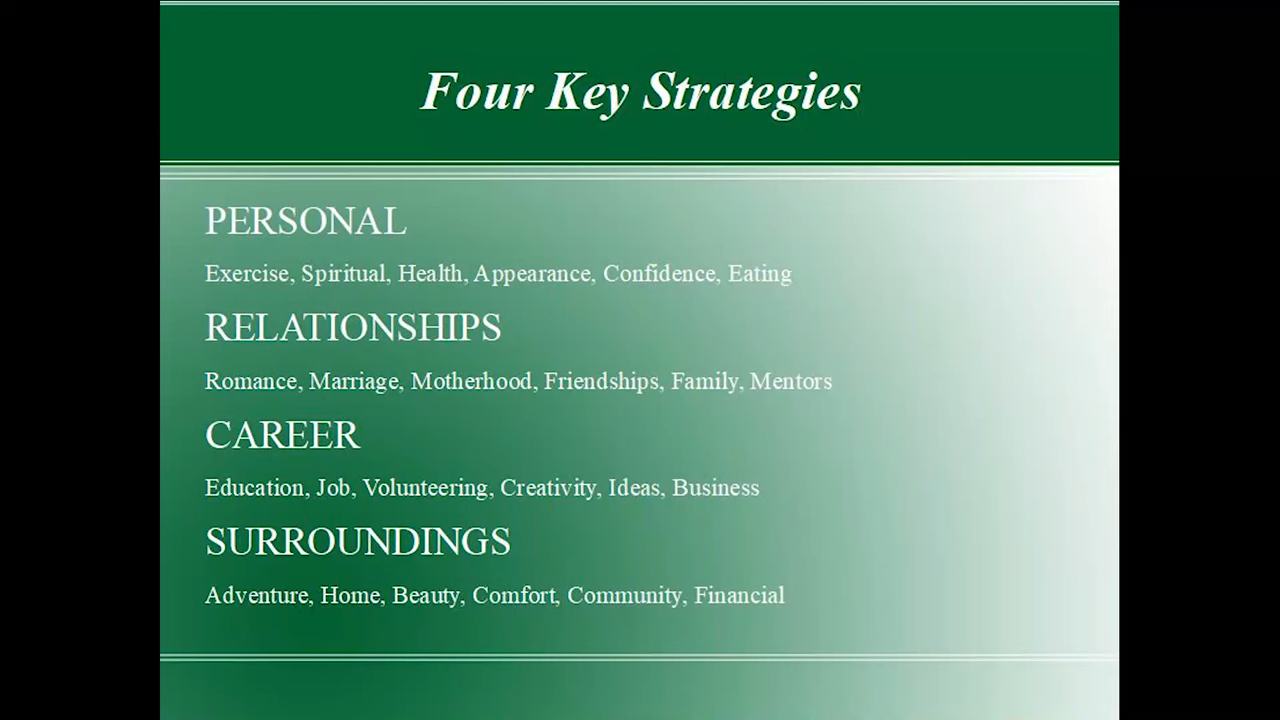 Four Key Strategies
PERSONAL
Exercise, Spiritual, Health, Appearance, Confidence, Eating
RELATIONSHIPS
Romance, Marriage, Motherhood, Friendships, Family, Mentors
CAREER
Education, Job, Volunteering, Creativity, Ideas, Business
SURROUNDINGS
Adventure, Home, Beauty, Comfort, Community, Financial